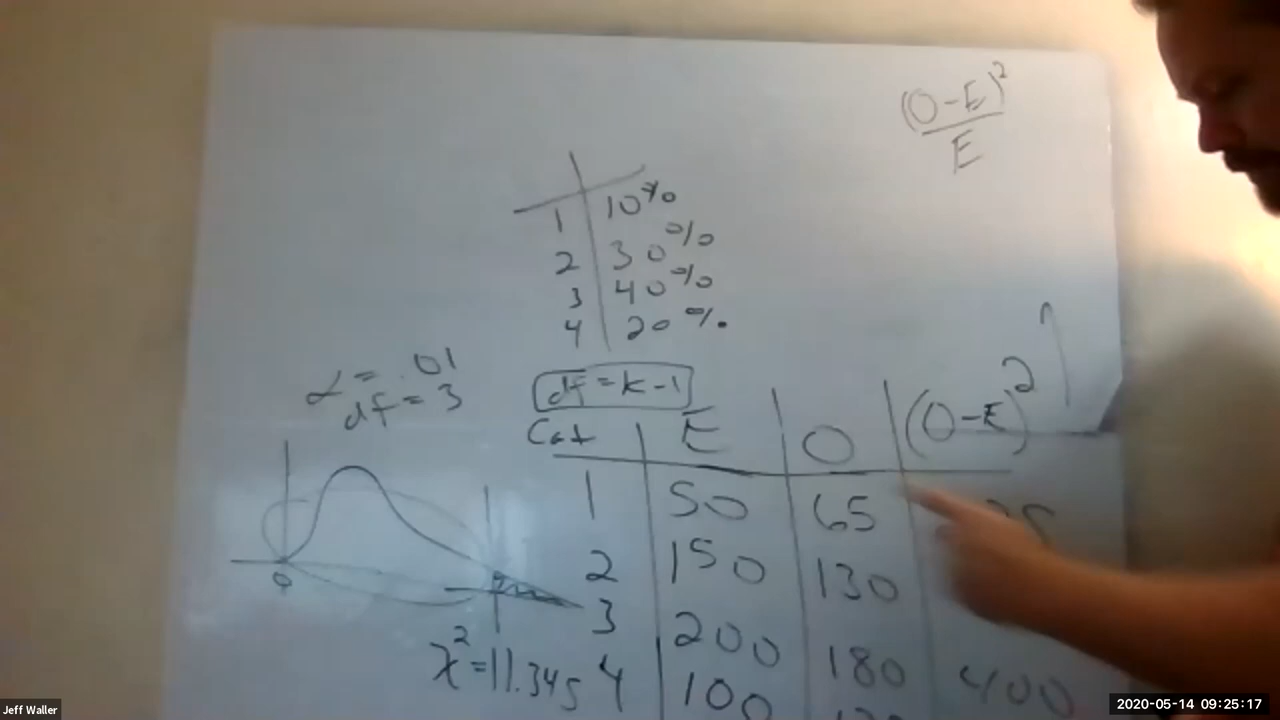 (O-E)²
E
1 10%
2 30%
3 40%
4 20%
α = .01
df = 3
df = k-1
Cat E O (O-E)²
1 50 65
2 150 130
3 200 180 400
4 100
0
χ² = 11.345
Jeff Waller
2020-05-14 09:25:17